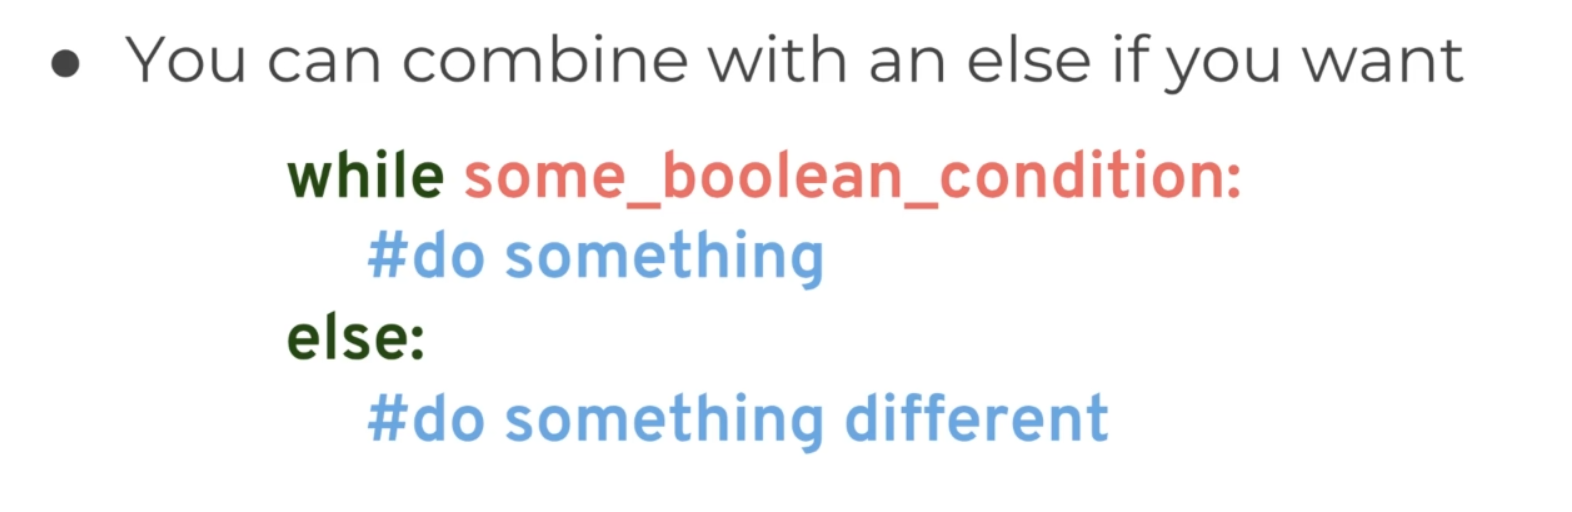 ● You can combine with an else if you want
while some_boolean_condition:
#do something
else:
#do something different